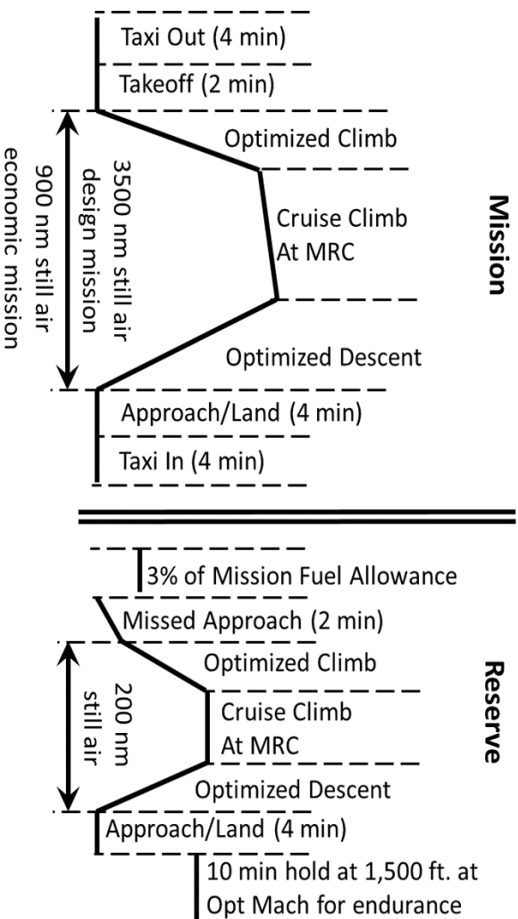 Mission
Taxi Out (4 min)
Takeoff (2 min)
Optimized Climb
Cruise Climb
At MRC
Optimized Descent
Approach/Land (4 min)
Taxi In (4 min)
3500 nm still air
design mission
900 nm still air
economic mission
Reserve
3% of Mission Fuel Allowance
Missed Approach (2 min)
Optimized Climb
Cruise Climb
At MRC
Optimized Descent
Approach/Land (4 min)
200 nm
still air
10 min hold at 1,500 ft. at
Opt Mach for endurance